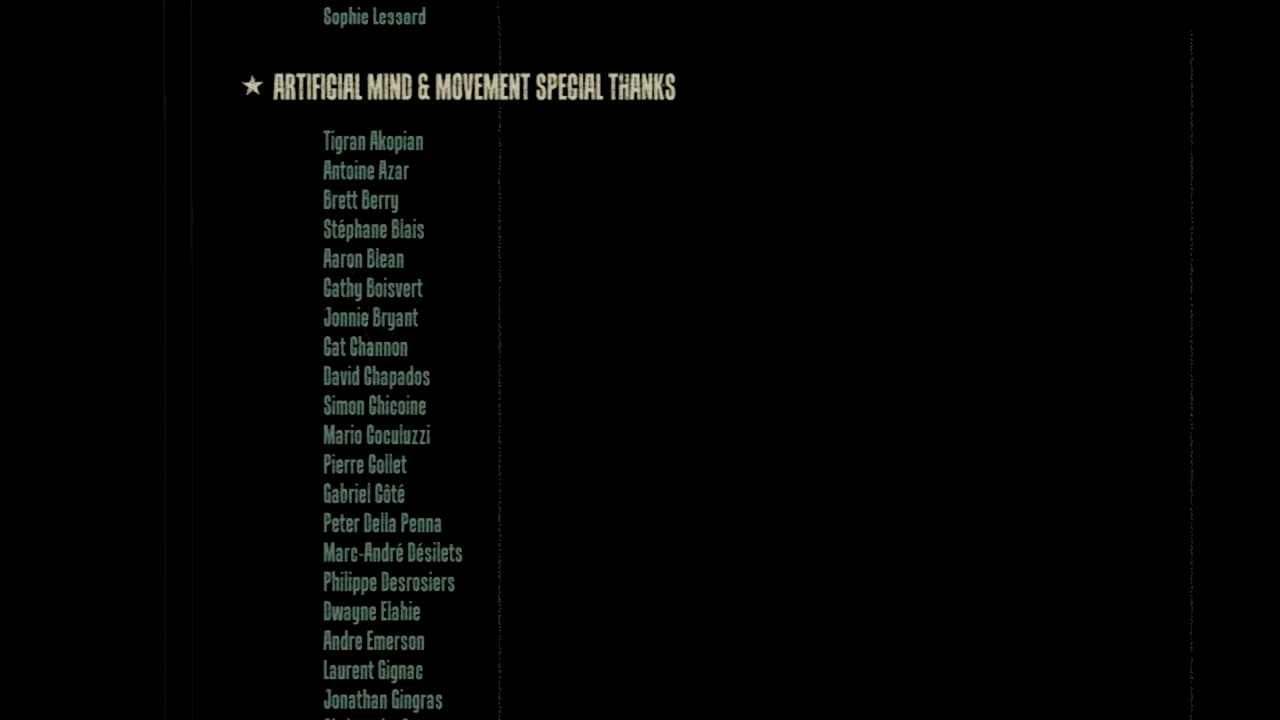 Sophie Lessard
★ ARTIFICIAL MIND & MOVEMENT SPECIAL THANKS
Tigran Akopian
Antoine Azar
Brett Berry
Stéphane Blais
Aaron Blean
Cathy Boisvert
Jonnie Bryant
Cat Channon
David Chapados
Simon Chicoine
Mario Coculuzzi
Pierre Collet
Gabriel Côté
Peter Della Penna
Marc-André Désilets
Philippe Desrosiers
Dwayne Elahie
Andre Emerson
Laurent Gignac
Jonathan Gingras